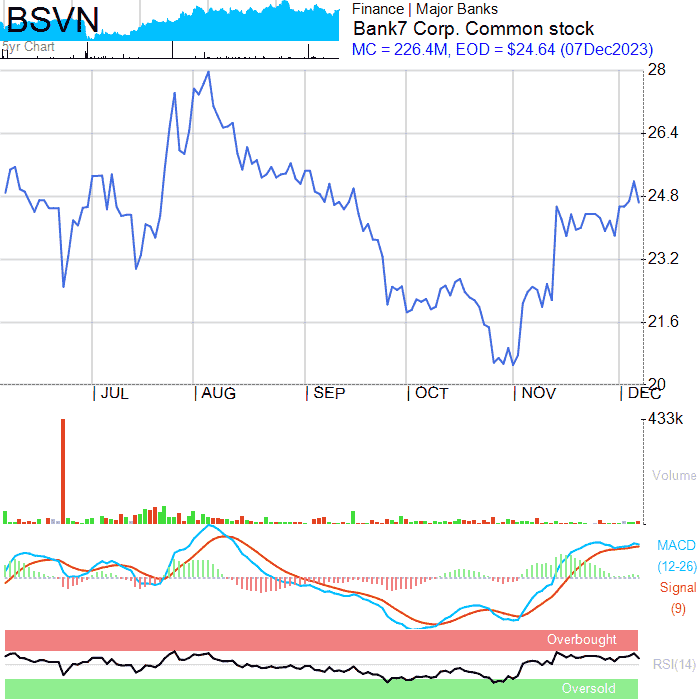 BSVN
5yr Chart
Finance | Major Banks
Bank7 Corp. Common stock
MC = 226.4M, EOD = $24.64 (07Dec2023)
28
26.4
24.8
23.2
21.6
20
JUL AUG SEP OCT NOV DEC
433k
Volume
MACD
(12-26)
Signal
(9)
Overbought
RSI(14)
Oversold